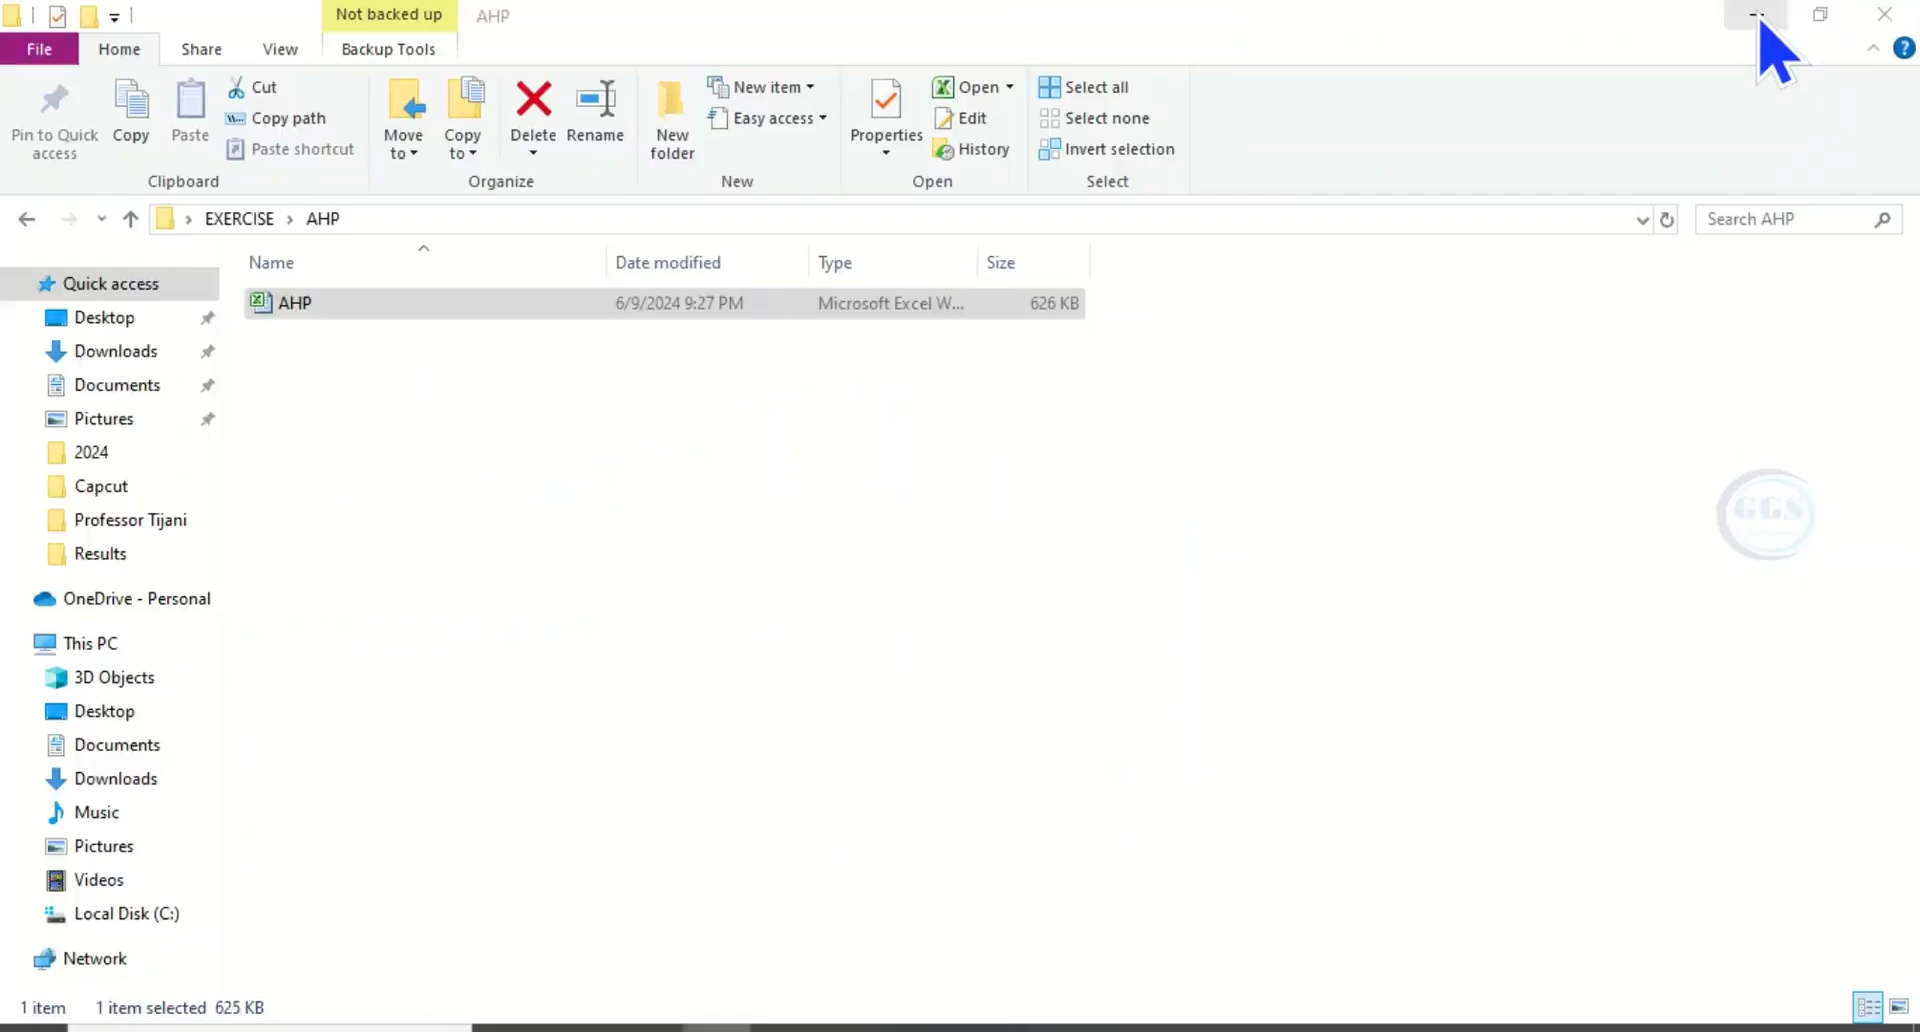 Not backed up AHP
File Home Share View Backup Tools
Pin to Quick access
Copy
Paste
Cut
Copy path
Paste shortcut
Clipboard
Move to
Copy to
Delete
Rename
Organize
New folder
New item
Easy access
New
Properties
Open
Edit
History
Open
Select all
Select none
Invert selection
Select
EXERCISE › AHP
Search AHP
Name Date modified Type Size
AHP 6/9/2024 9:27 PM Microsoft Excel W... 626 KB
Quick access
Desktop
Downloads
Documents
Pictures
2024
Capcut
Professor Tijani
Results
OneDrive - Personal
This PC
3D Objects
Desktop
Documents
Downloads
Music
Pictures
Videos
Local Disk (C:)
Network
GGS
1 item 1 item selected 625 KB